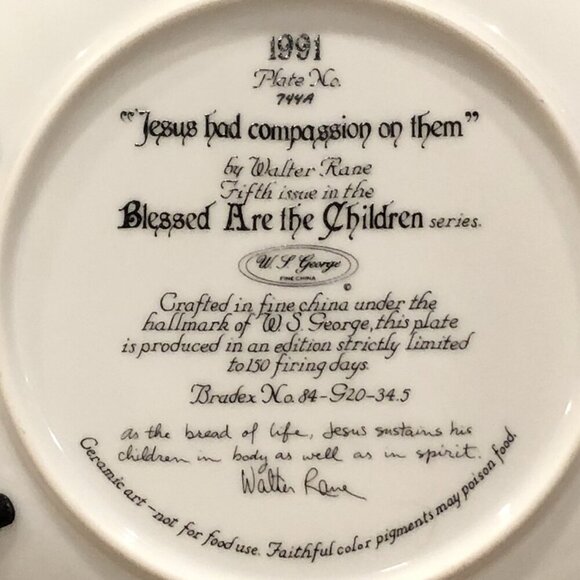 1991
Plate No.
744A
"Jesus had compassion on them"
by Walter Rane
Fifth issue in the
Blessed Are the Children series.
W. S. George
FINE CHINA
©
Crafted in fine china under the
hallmark of W. S. George, this plate
is produced in an edition strictly limited
to 150 firing days.
Bradex No. 84-G20-34.5
As the bread of life, Jesus sustains his
children in body as well as in spirit.
Walter Rane
Ceramic art – not for food use. Faithful color pigments may poison food